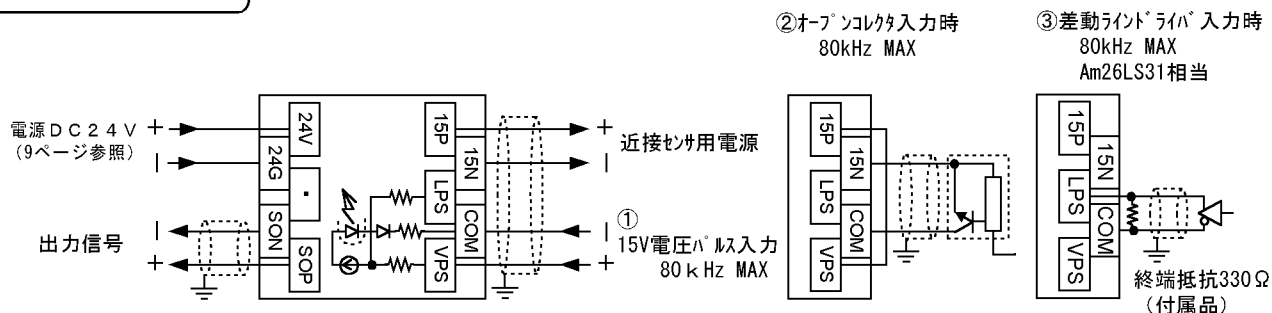 ②オープンコレクタ入力時
80kHz MAX
③差動ラインドライバ入力時
80kHz MAX
Am26LS31相当
電源DC24V
(9ページ参照)
+
-
出力信号
-
+
24V
24G
・
SON
SOP
15P
15N
LPS
COM
VPS
+
近接センサ用電源
-
①
-
15V電圧パルス入力
+
80kHz MAX
15P
15N
LPS
COM
VPS
15P
15N
LPS
COM
VPS
終端抵抗330Ω
(付属品)